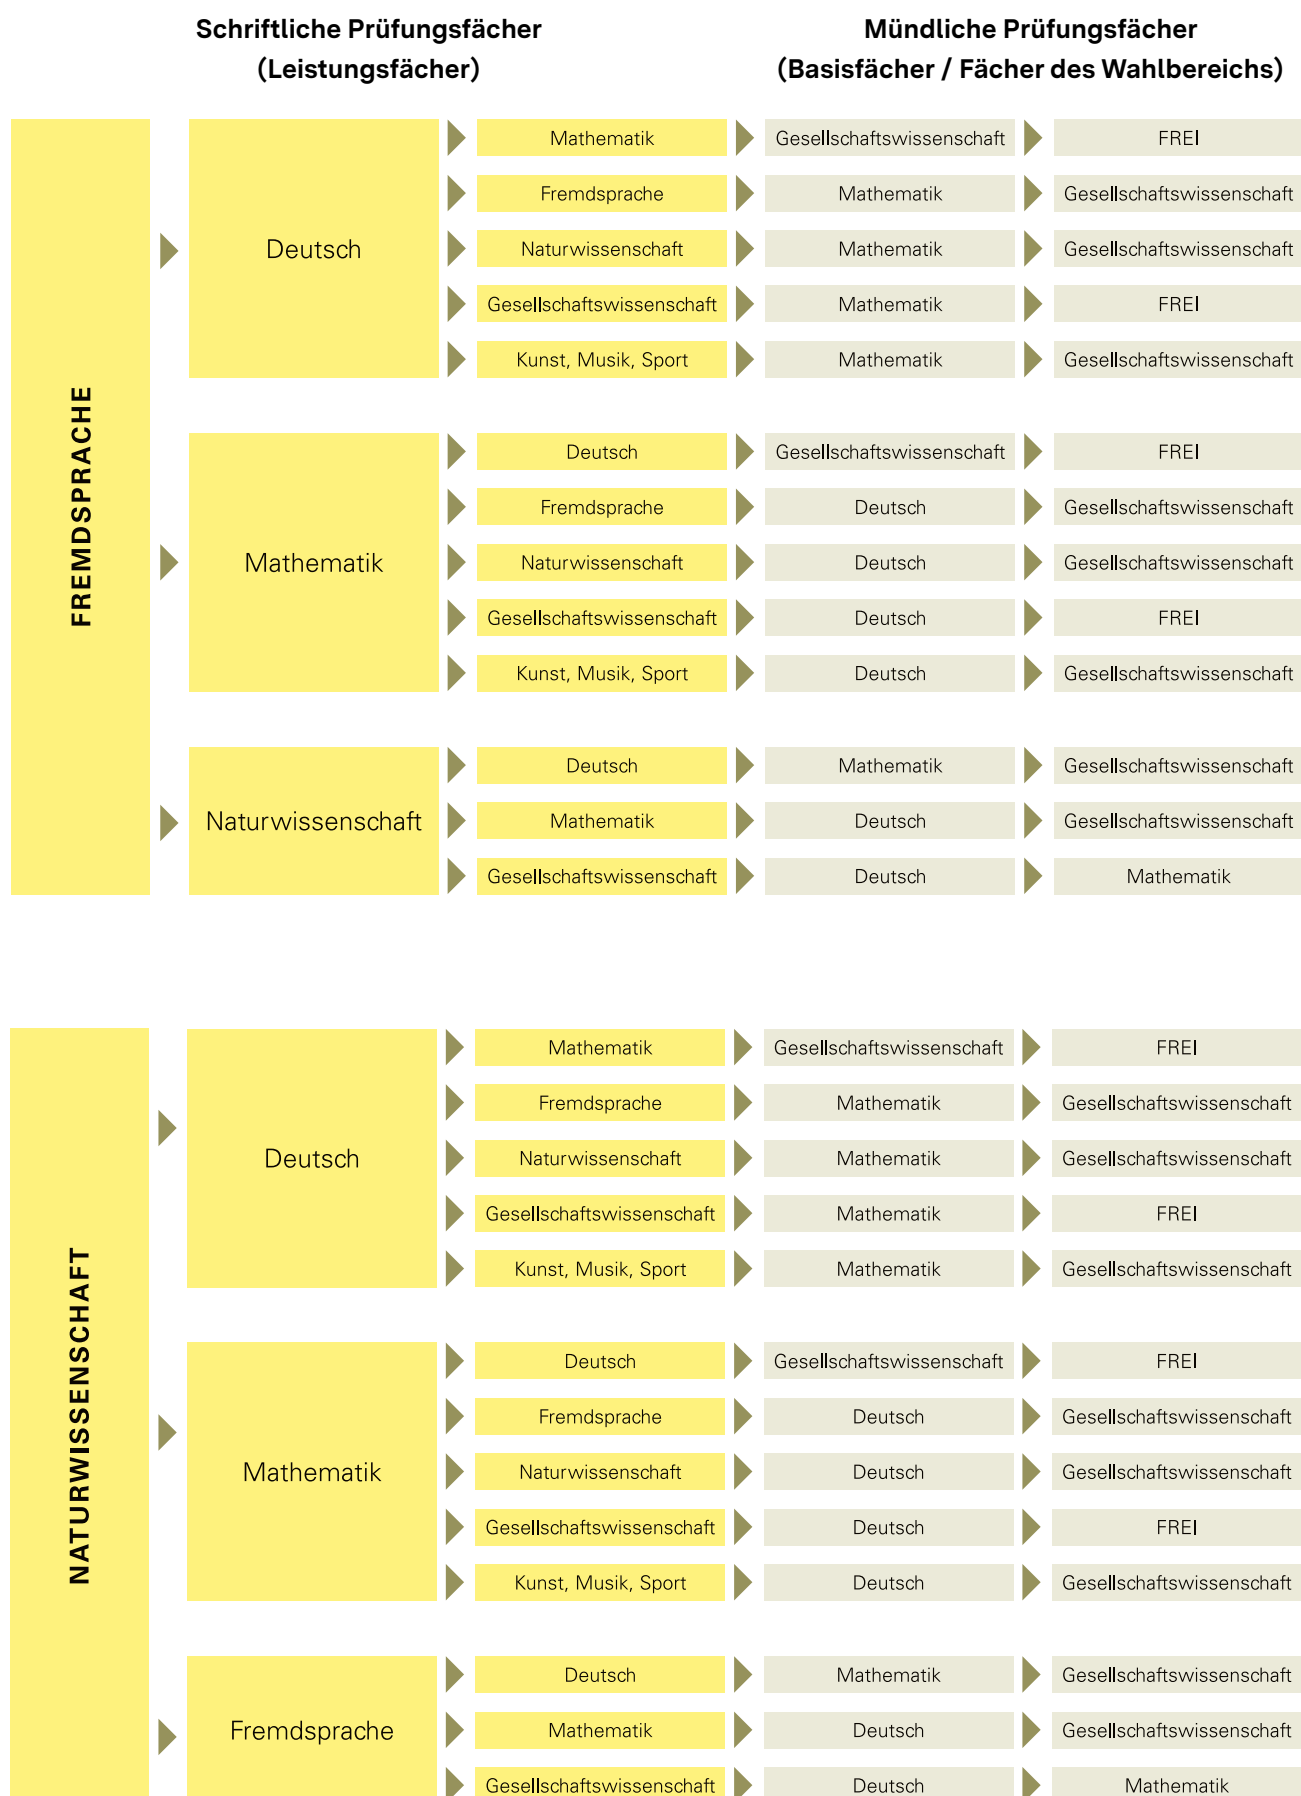 Schriftliche Prüfungsfächer
(Leistungsfächer)
Mündliche Prüfungsfächer
(Basisfächer / Fächer des Wahlbereichs)
FREMDSPRACHE
Deutsch
Mathematik Gesellschaftswissenschaft FREI
Fremdsprache Mathematik Gesellschaftswissenschaft
Naturwissenschaft Mathematik Gesellschaftswissenschaft
Gesellschaftswissenschaft Mathematik FREI
Kunst, Musik, Sport Mathematik Gesellschaftswissenschaft
Mathematik
Deutsch Gesellschaftswissenschaft FREI
Fremdsprache Deutsch Gesellschaftswissenschaft
Naturwissenschaft Deutsch Gesellschaftswissenschaft
Gesellschaftswissenschaft Deutsch FREI
Kunst, Musik, Sport Deutsch Gesellschaftswissenschaft
Naturwissenschaft
Deutsch Mathematik Gesellschaftswissenschaft
Mathematik Deutsch Gesellschaftswissenschaft
Gesellschaftswissenschaft Deutsch Mathematik
NATURWISSENSCHAFT
Deutsch
Mathematik Gesellschaftswissenschaft FREI
Fremdsprache Mathematik Gesellschaftswissenschaft
Naturwissenschaft Mathematik Gesellschaftswissenschaft
Gesellschaftswissenschaft Mathematik FREI
Kunst, Musik, Sport Mathematik Gesellschaftswissenschaft
Mathematik
Deutsch Gesellschaftswissenschaft FREI
Fremdsprache Deutsch Gesellschaftswissenschaft
Naturwissenschaft Deutsch Gesellschaftswissenschaft
Gesellschaftswissenschaft Deutsch FREI
Kunst, Musik, Sport Deutsch Gesellschaftswissenschaft
Fremdsprache
Deutsch Mathematik Gesellschaftswissenschaft
Mathematik Deutsch Gesellschaftswissenschaft
Gesellschaftswissenschaft Deutsch Mathematik